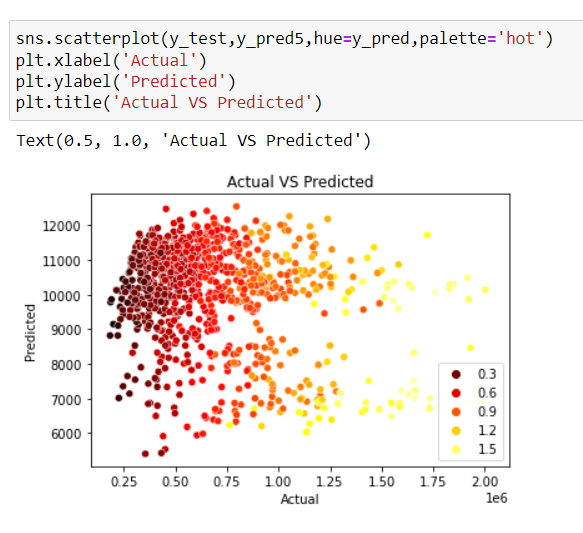 sns.scatterplot(y_test,y_pred5,hue=y_pred,palette='hot')
plt.xlabel('Actual')
plt.ylabel('Predicted')
plt.title('Actual VS Predicted')
Text(0.5, 1.0, 'Actual VS Predicted')
Actual VS Predicted
12000
11000
10000
9000
8000
7000
6000
Predicted
0.3
0.6
0.9
1.2
1.5
0.25 0.50 0.75 1.00 1.25 1.50 1.75 2.00
Actual
1e6